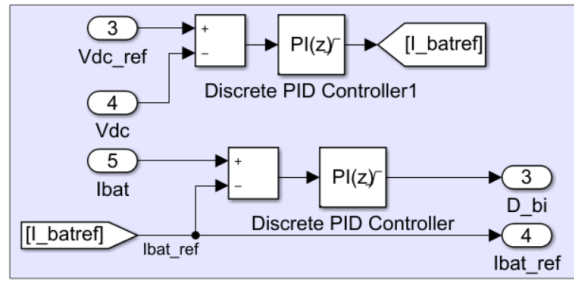 3
Vdc_ref
+
−
PI(z)
[I_batref]
Discrete PID Controller1
4
Vdc
5
Ibat
+
−
PI(z)
3
D_bi
Discrete PID Controller
[I_batref]
Ibat_ref
4
Ibat_ref